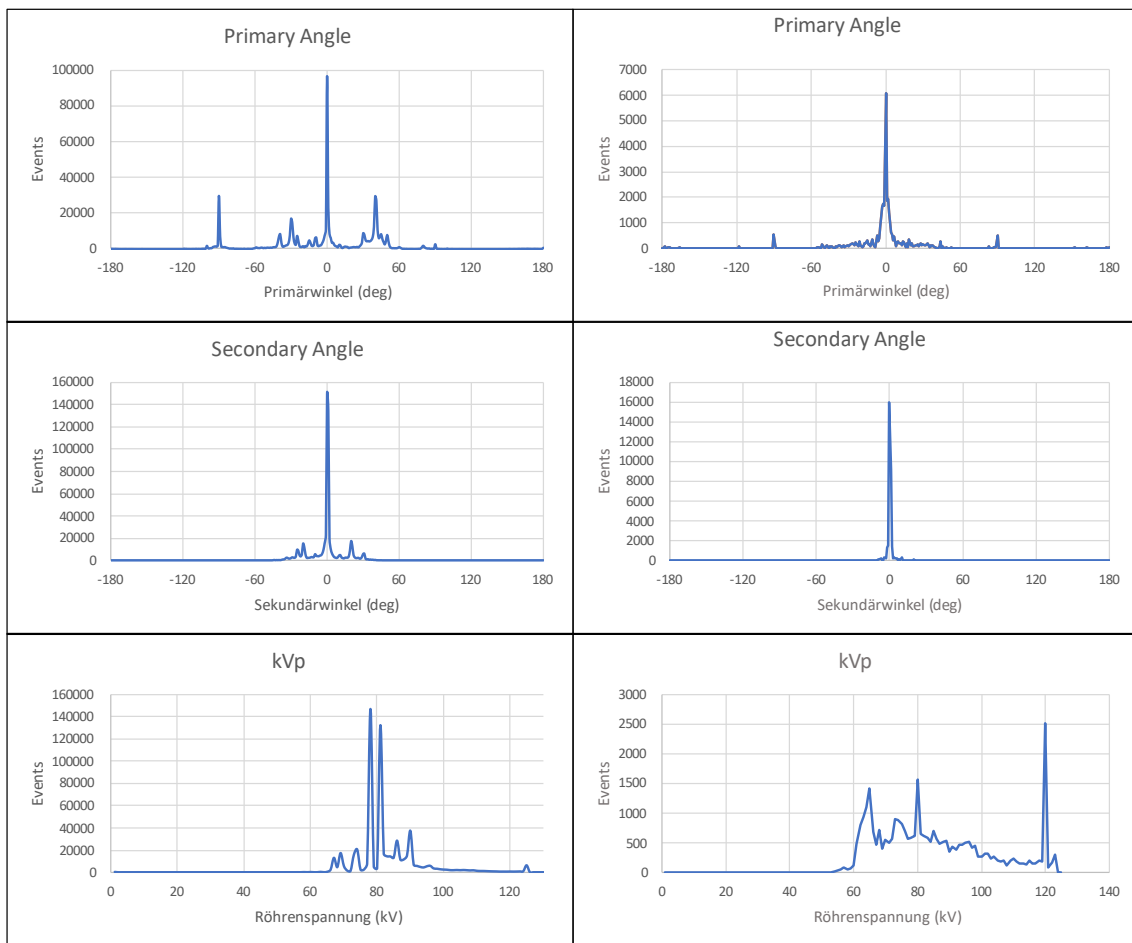 Primary Angle
100000
80000
60000
40000
20000
0
Events
-180 -120 -60 0 60 120 180
Primärwinkel (deg)
Primary Angle
7000
6000
5000
4000
3000
2000
1000
0
Events
-180 -120 -60 0 60 120 180
Primärwinkel (deg)
Secondary Angle
160000
140000
120000
100000
80000
60000
40000
20000
0
Events
-180 -120 -60 0 60 120 180
Sekundärwinkel (deg)
Secondary Angle
18000
16000
14000
12000
10000
8000
6000
4000
2000
0
Events
-180 -120 -60 0 60 120 180
Sekundärwinkel (deg)
kVp
160000
140000
120000
100000
80000
60000
40000
20000
0
Events
0 20 40 60 80 100 120
Röhrenspannung (kV)
kVp
3000
2500
2000
1500
1000
500
0
Events
0 20 40 60 80 100 120 140
Röhrenspannung (kV)